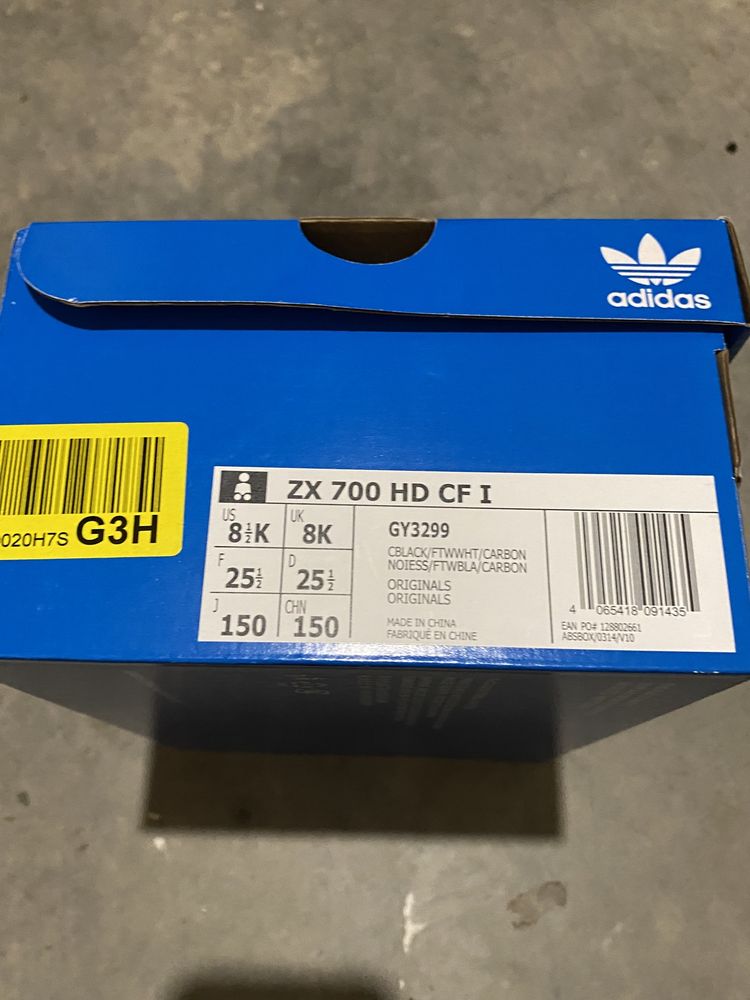 adidas
020H7S G3H
ZX 700 HD CF I
US 8½K
UK 8K
F 25½
D 25½
J 150
CHN 150
GY3299
CBLACK/FTWWHT/CARBON
NOIESS/FTWBLA/CARBON
ORIGINALS
ORIGINALS
MADE IN CHINA
FABRIQUÉ EN CHINE
4 065418 091435
EAN PO# 128802661
ABSBOX/0314/V10